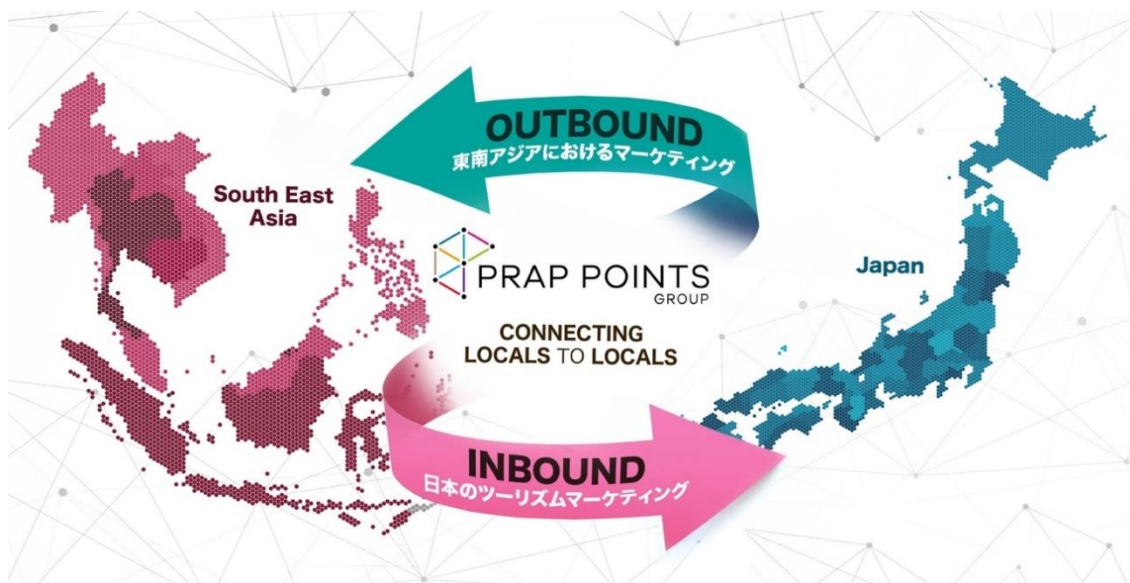 OUTBOUND
東南アジアにおけるマーケティング
South East
Asia
PRAP POINTS
GROUP
Japan
CONNECTING
LOCALS TO LOCALS
INBOUND
日本のツーリズムマーケティング